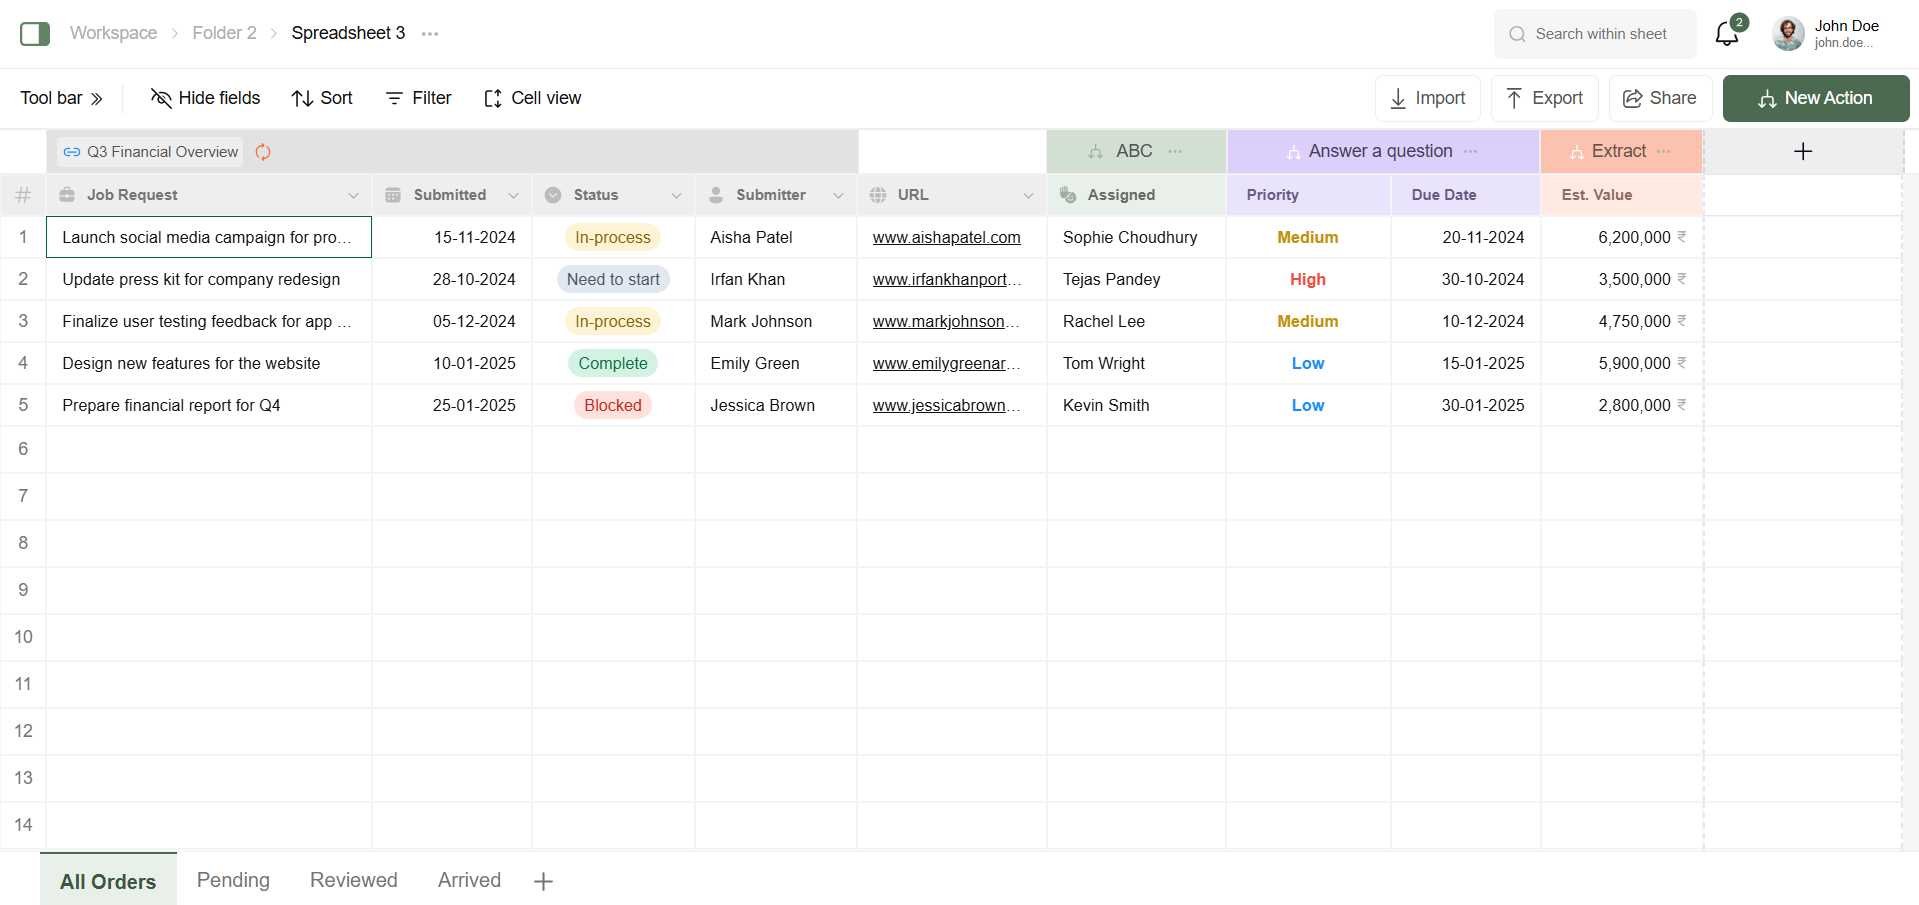 Workspace Folder 2 Spreadsheet 3 ... Search within sheet 2 John Doe
john.doe...
Tool bar Hide fields Sort Filter Cell view Import Export Share New Action
Q3 Financial Overview ABC ... Answer a question ... Extract ... +
# Job Request Submitted Status Submitter URL Assigned Priority Due Date Est. Value
1 Launch social media campaign for pro... 15-11-2024 In-process Aisha Patel www.aishapatel.com Sophie Choudhury Medium 20-11-2024 6,200,000 ₹
2 Update press kit for company redesign 28-10-2024 Need to start Irfan Khan www.irfankhanport... Tejas Pandey High 30-10-2024 3,500,000 ₹
3 Finalize user testing feedback for app ... 05-12-2024 In-process Mark Johnson www.markjohnson... Rachel Lee Medium 10-12-2024 4,750,000 ₹
4 Design new features for the website 10-01-2025 Complete Emily Green www.emilygreenar... Tom Wright Low 15-01-2025 5,900,000 ₹
5 Prepare financial report for Q4 25-01-2025 Blocked Jessica Brown www.jessicabrown... Kevin Smith Low 30-01-2025 2,800,000 ₹
6
7
8
9
10
11
12
13
14
All Orders Pending Reviewed Arrived +